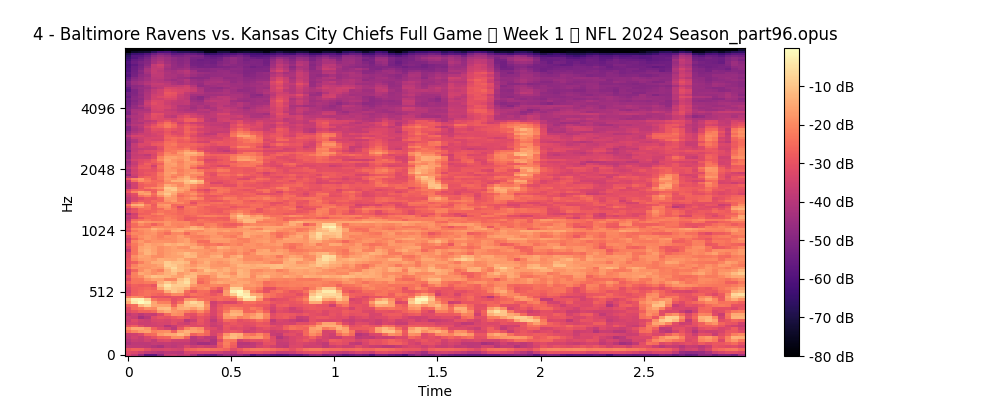 4 - Baltimore Ravens vs. Kansas City Chiefs Full Game ▯ Week 1 ▯ NFL 2024 Season_part96.opus
4096
2048
1024
512
0
Hz
0
0.5
1
1.5
2
2.5
Time
-10 dB
-20 dB
-30 dB
-40 dB
-50 dB
-60 dB
-70 dB
-80 dB